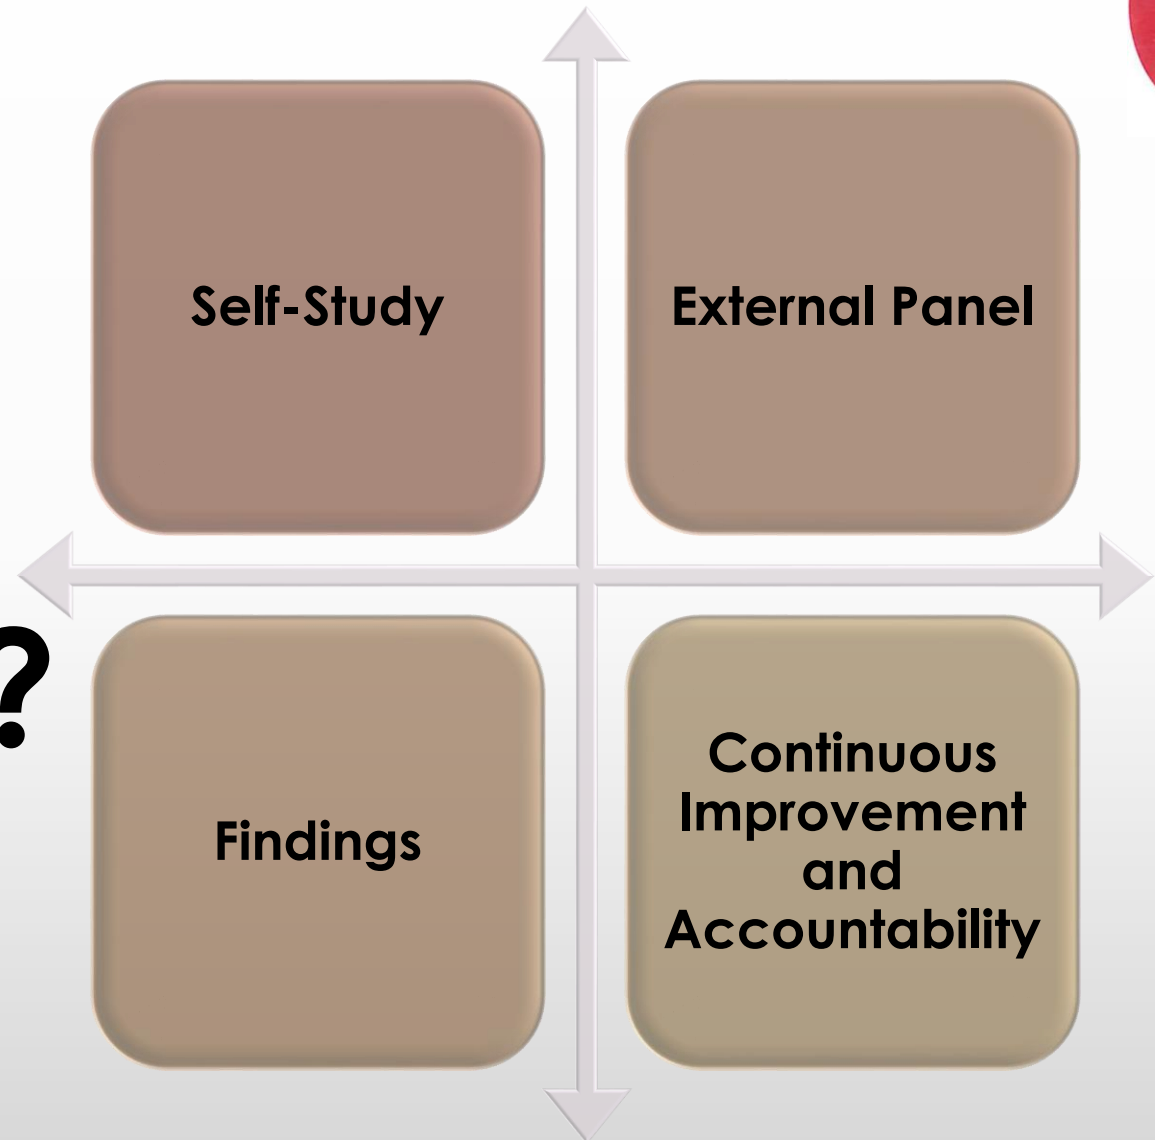 Self-Study
External Panel
?
Findings
Continuous
Improvement
and
Accountability